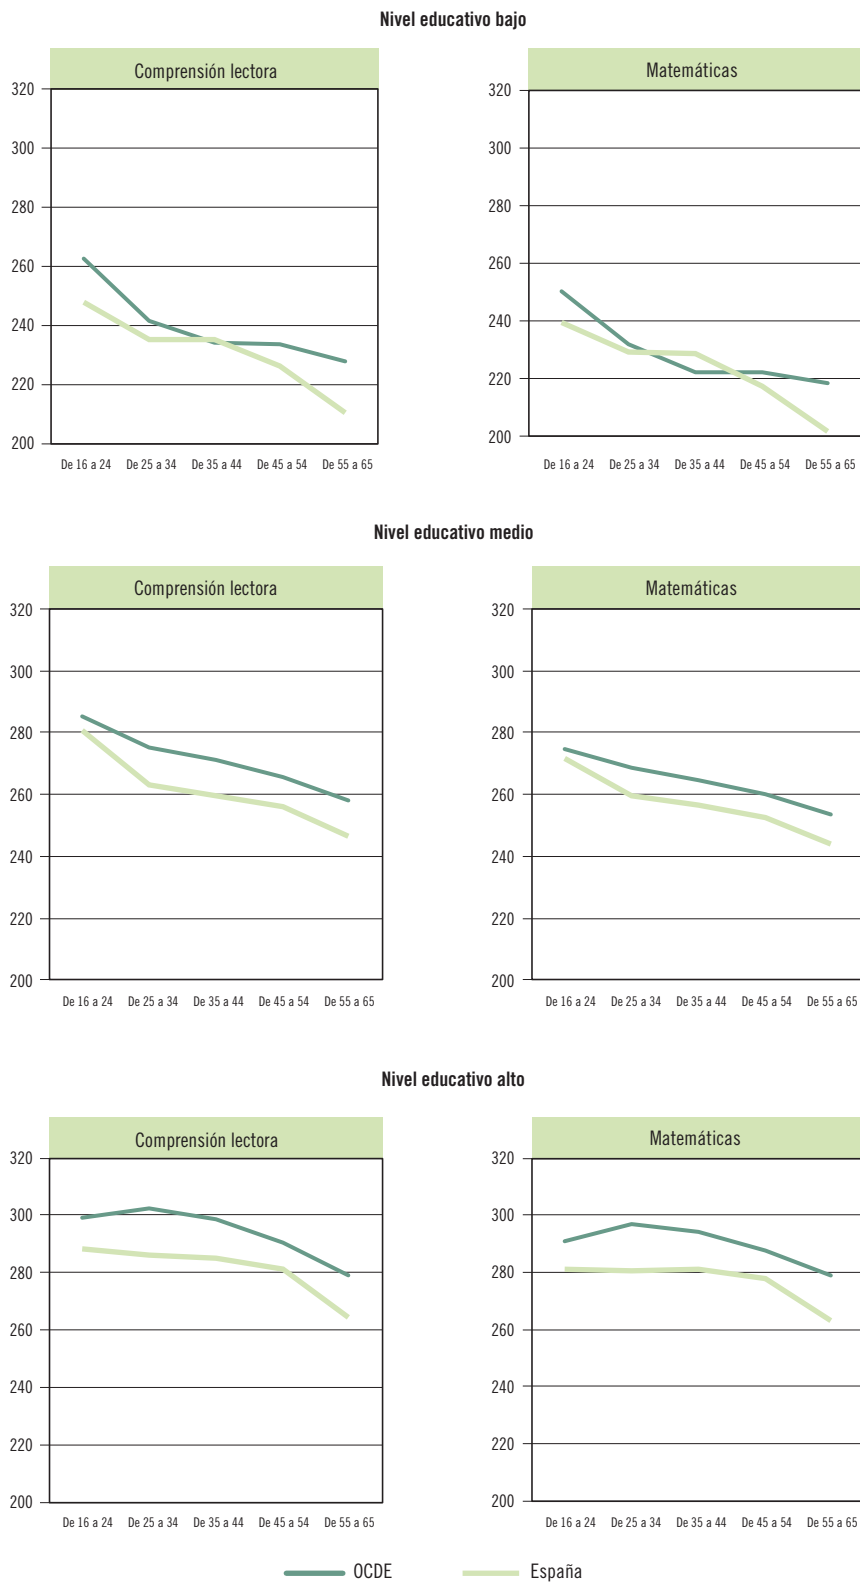 Nivel educativo bajo
Comprensión lectora
320
300
280
260
240
220
200
De 16 a 24 De 25 a 34 De 35 a 44 De 45 a 54 De 55 a 65
Matemáticas
320
300
280
260
240
220
200
De 16 a 24 De 25 a 34 De 35 a 44 De 45 a 54 De 55 a 65
Nivel educativo medio
Comprensión lectora
320
300
280
260
240
220
200
De 16 a 24 De 25 a 34 De 35 a 44 De 45 a 54 De 55 a 65
Matemáticas
320
300
280
260
240
220
200
De 16 a 24 De 25 a 34 De 35 a 44 De 45 a 54 De 55 a 65
Nivel educativo alto
Comprensión lectora
320
300
280
260
240
220
200
De 16 a 24 De 25 a 34 De 35 a 44 De 45 a 54 De 55 a 65
Matemáticas
320
300
280
260
240
220
200
De 16 a 24 De 25 a 34 De 35 a 44 De 45 a 54 De 55 a 65
OCDE España